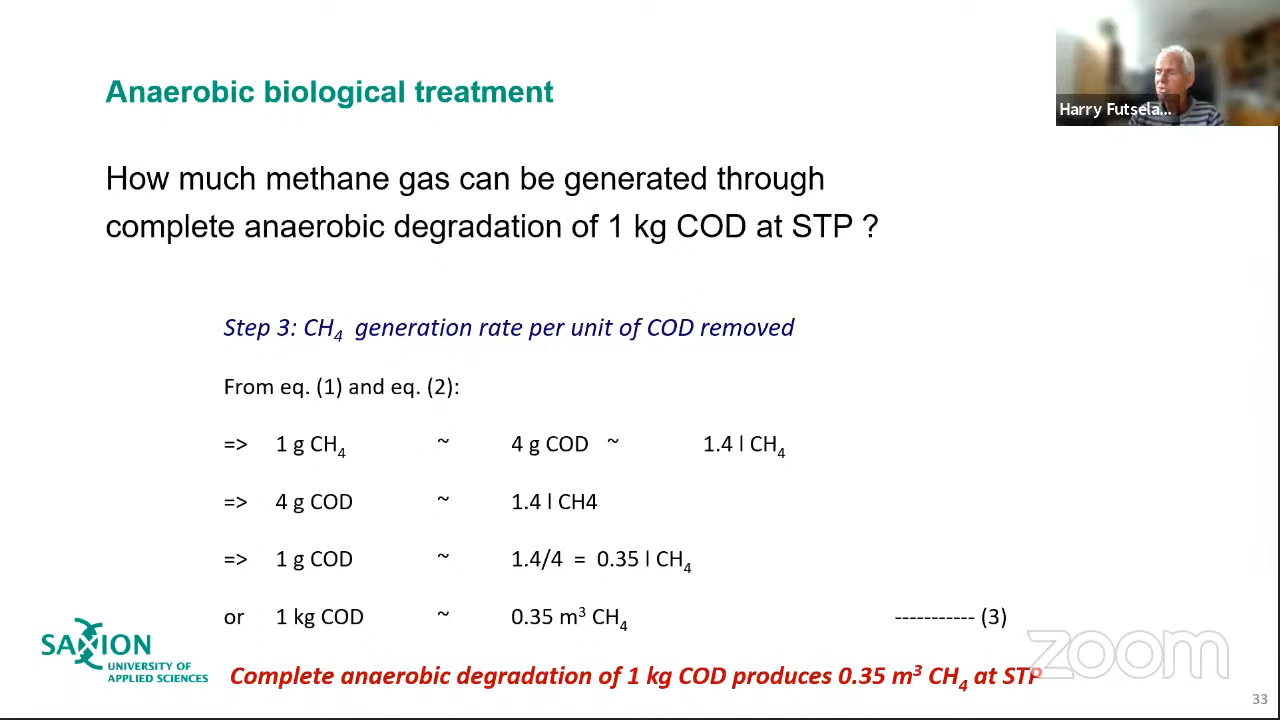 Anaerobic biological treatment
Harry Futsela...
How much methane gas can be generated through
complete anaerobic degradation of 1 kg COD at STP ?
Step 3: CH4 generation rate per unit of COD removed
From eq. (1) and eq. (2):
=> 1 g CH4 ~ 4 g COD ~ 1.4 l CH4
=> 4 g COD ~ 1.4 l CH4
=> 1 g COD ~ 1.4/4 = 0.35 l CH4
or 1 kg COD ~ 0.35 m3 CH4 ----------- (3)
SAXION
UNIVERSITY OF
APPLIED SCIENCES
zoom
Complete anaerobic degradation of 1 kg COD produces 0.35 m3 CH4 at STP
33